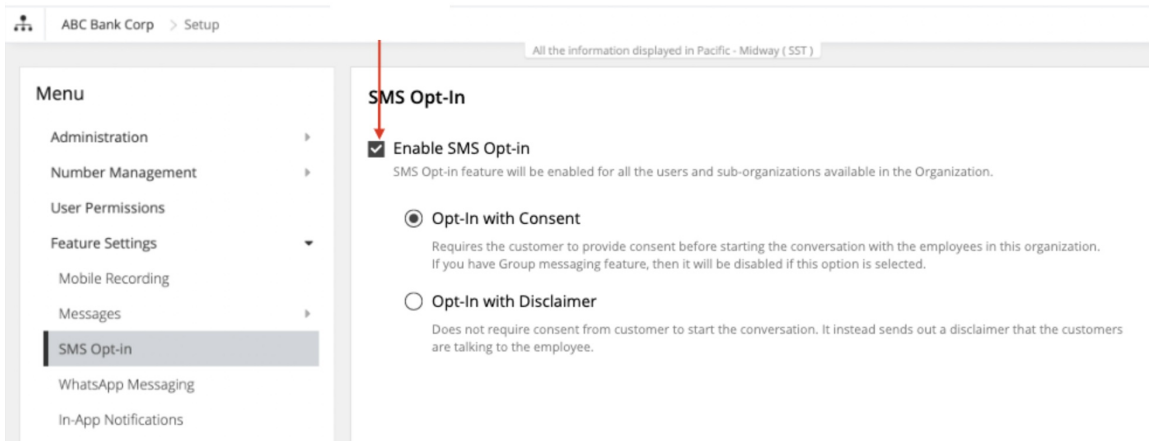 ABC Bank Corp > Setup
All the information displayed in Pacific - Midway ( SST )
Menu
Administration
Number Management
User Permissions
Feature Settings
Mobile Recording
Messages
SMS Opt-in
WhatsApp Messaging
In-App Notifications
SMS Opt-In
Enable SMS Opt-in
SMS Opt-in feature will be enabled for all the users and sub-organizations available in the Organization.
Opt-In with Consent
Requires the customer to provide consent before starting the conversation with the employees in this organization.
If you have Group messaging feature, then it will be disabled if this option is selected.
Opt-In with Disclaimer
Does not require consent from customer to start the conversation. It instead sends out a disclaimer that the customers
are talking to the employee.